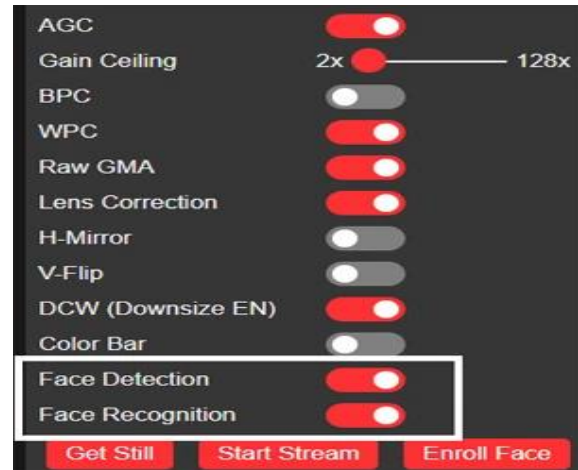 AGC
Gain Ceiling 2x 128x
BPC
WPC
Raw GMA
Lens Correction
H-Mirror
V-Flip
DCW (Downsize EN)
Color Bar
Face Detection
Face Recognition
Get Still Start Stream Enroll Face